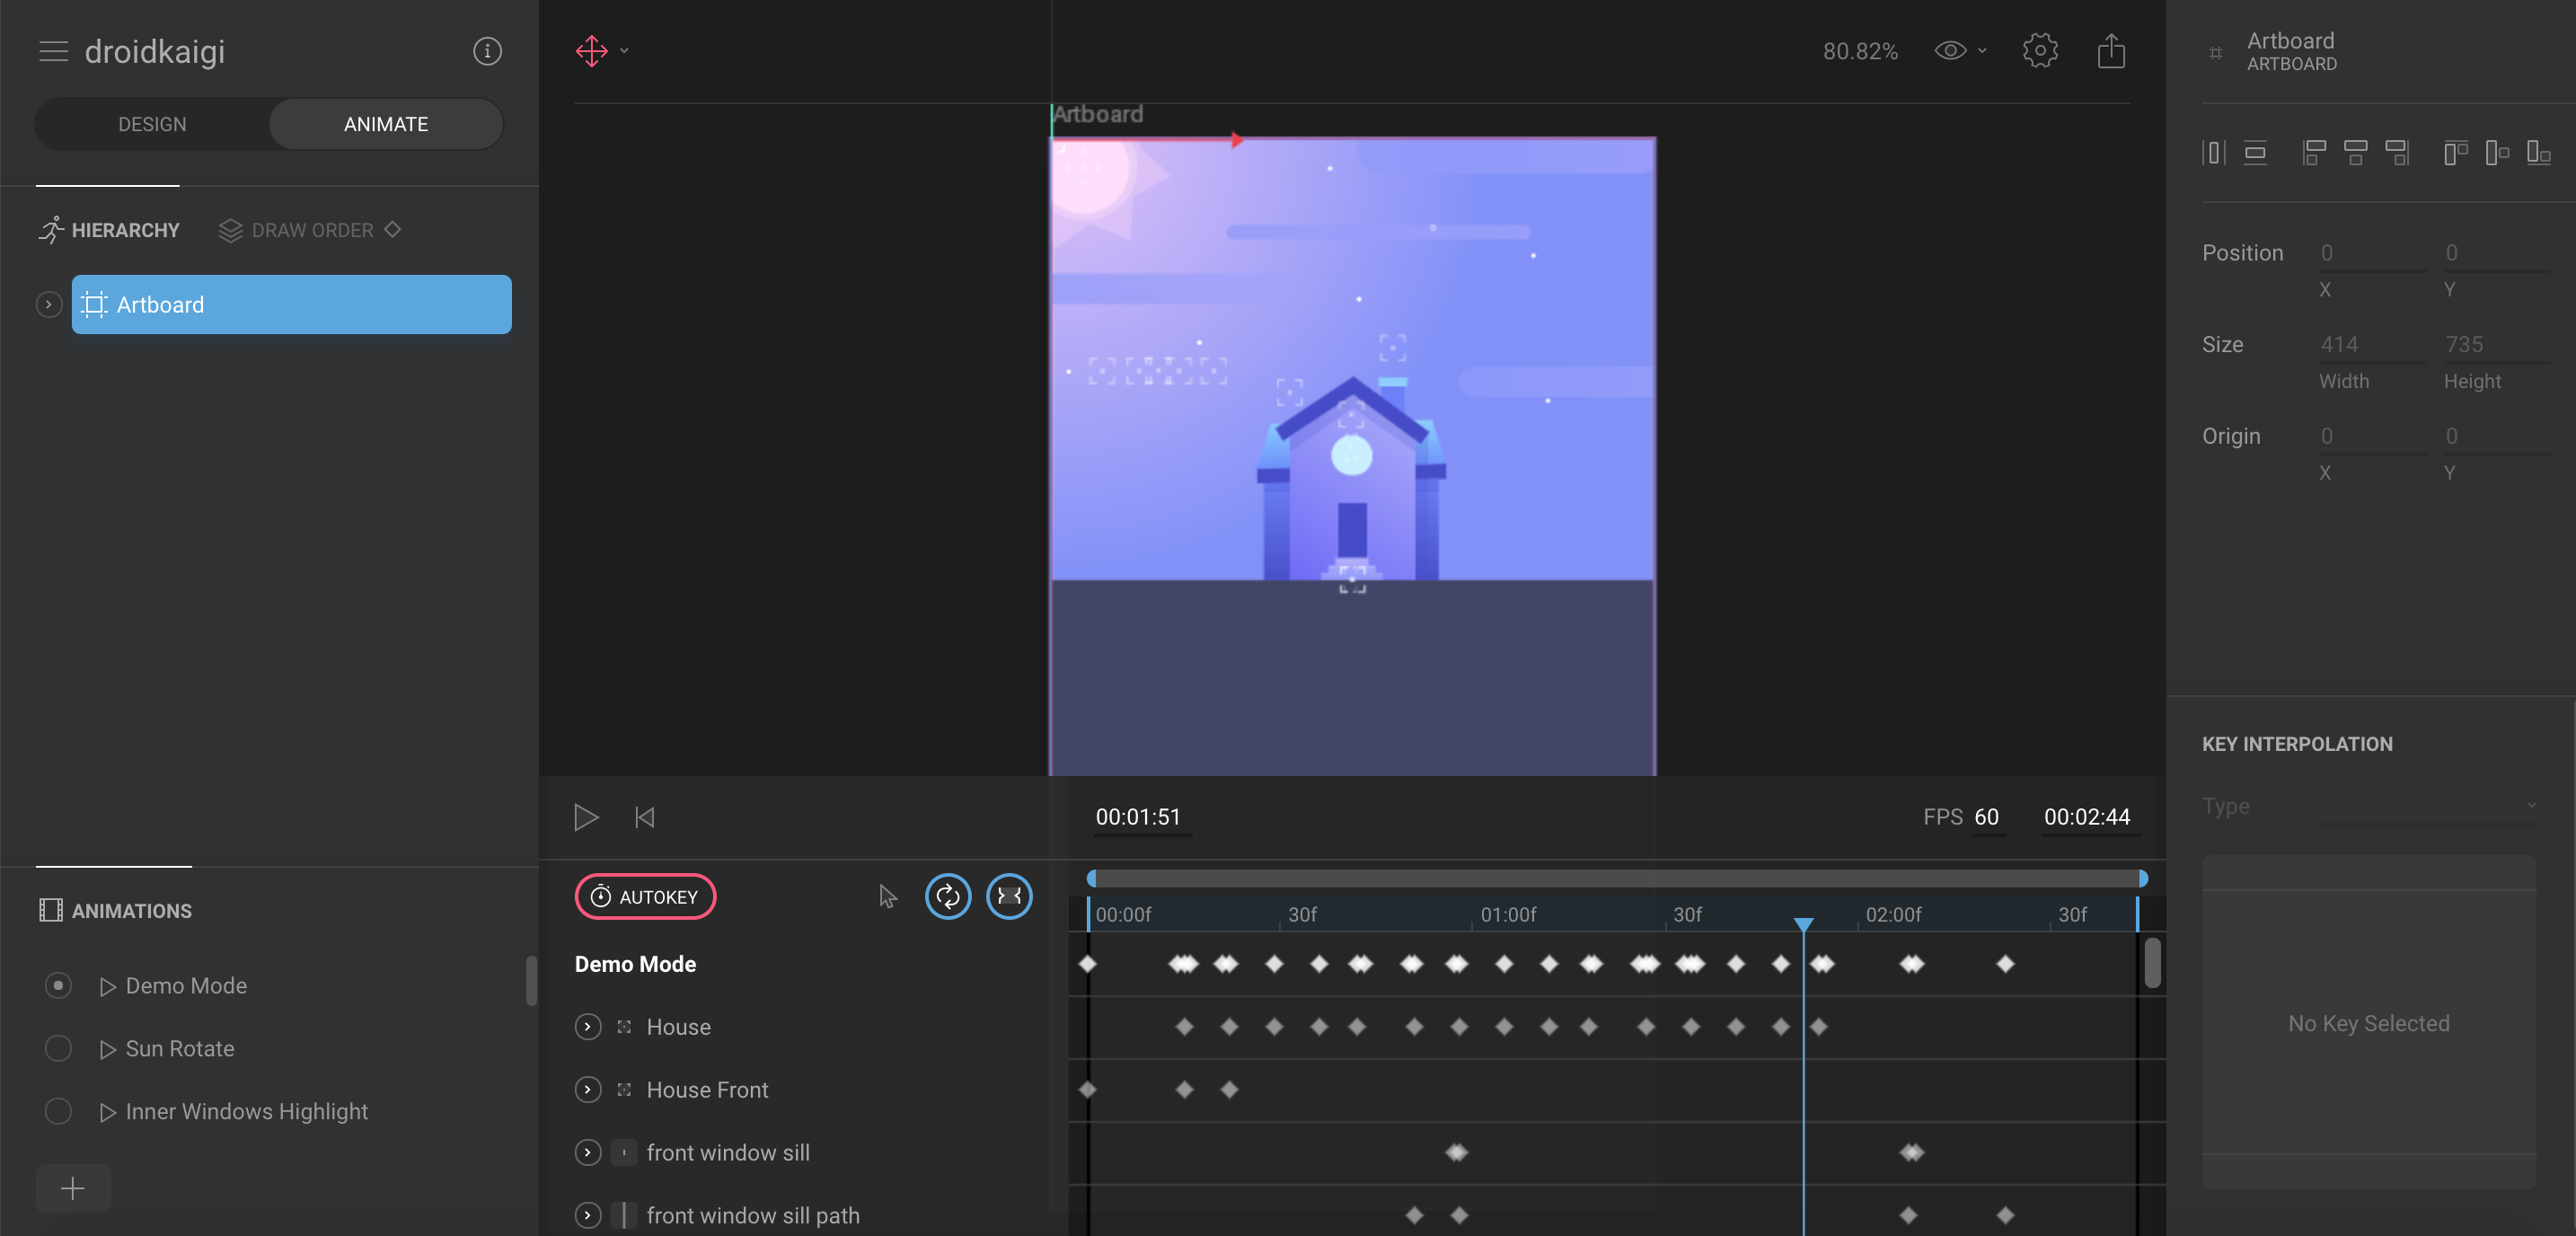 droidkaigi
DESIGN
ANIMATE
HIERARCHY
DRAW ORDER
Artboard
ANIMATIONS
Demo Mode
Sun Rotate
Inner Windows Highlight
80.82%
Artboard
00:01:51
FPS 60
00:02:44
AUTOKEY
00:00f 30f 01:00f 30f 02:00f 30f
Demo Mode
House
House Front
front window sill
front window sill path
Artboard
ARTBOARD
Position 0 0
X Y
Size 414 735
Width Height
Origin 0 0
X Y
KEY INTERPOLATION
Type
No Key Selected